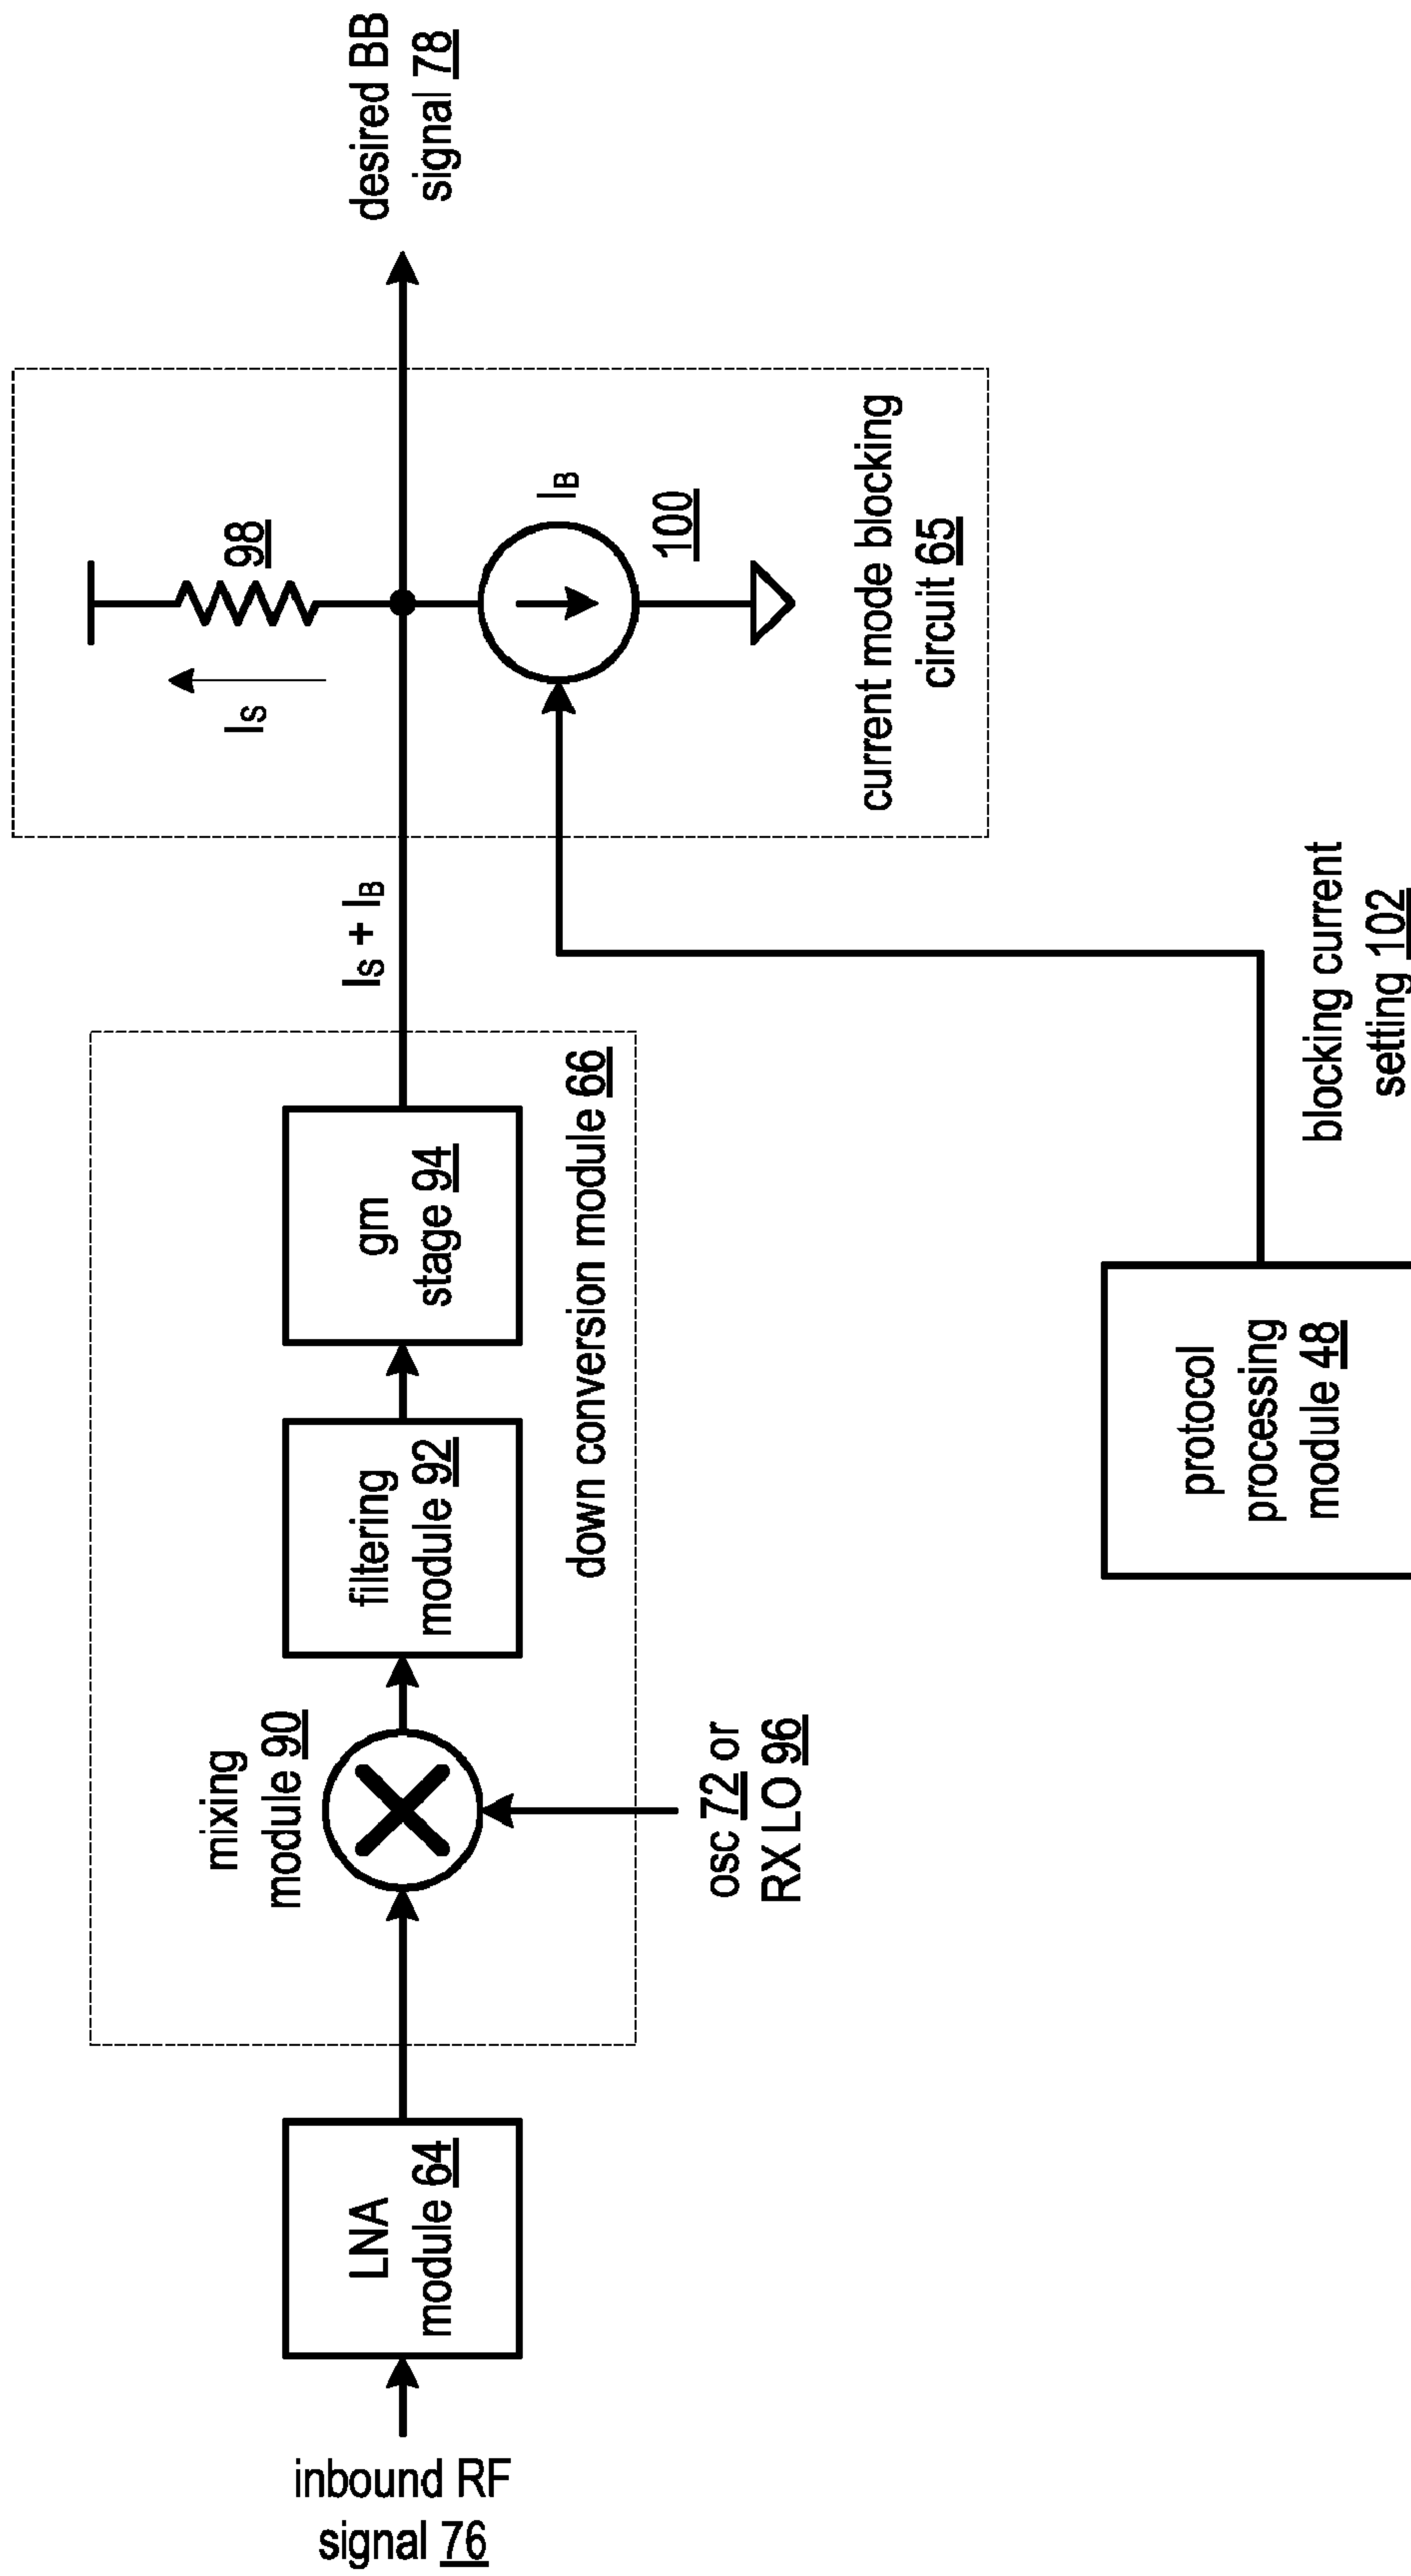 inbound RF
signal 76
LNA
module 64
mixing
module 90
osc 72 or
RX LO 96
filtering
module 92
gm
stage 94
down conversion module 66
IS + IB
IS
98
IB
100
current mode blocking
circuit 65
desired BB
signal 78
protocol
processing
module 48
blocking current
setting 102